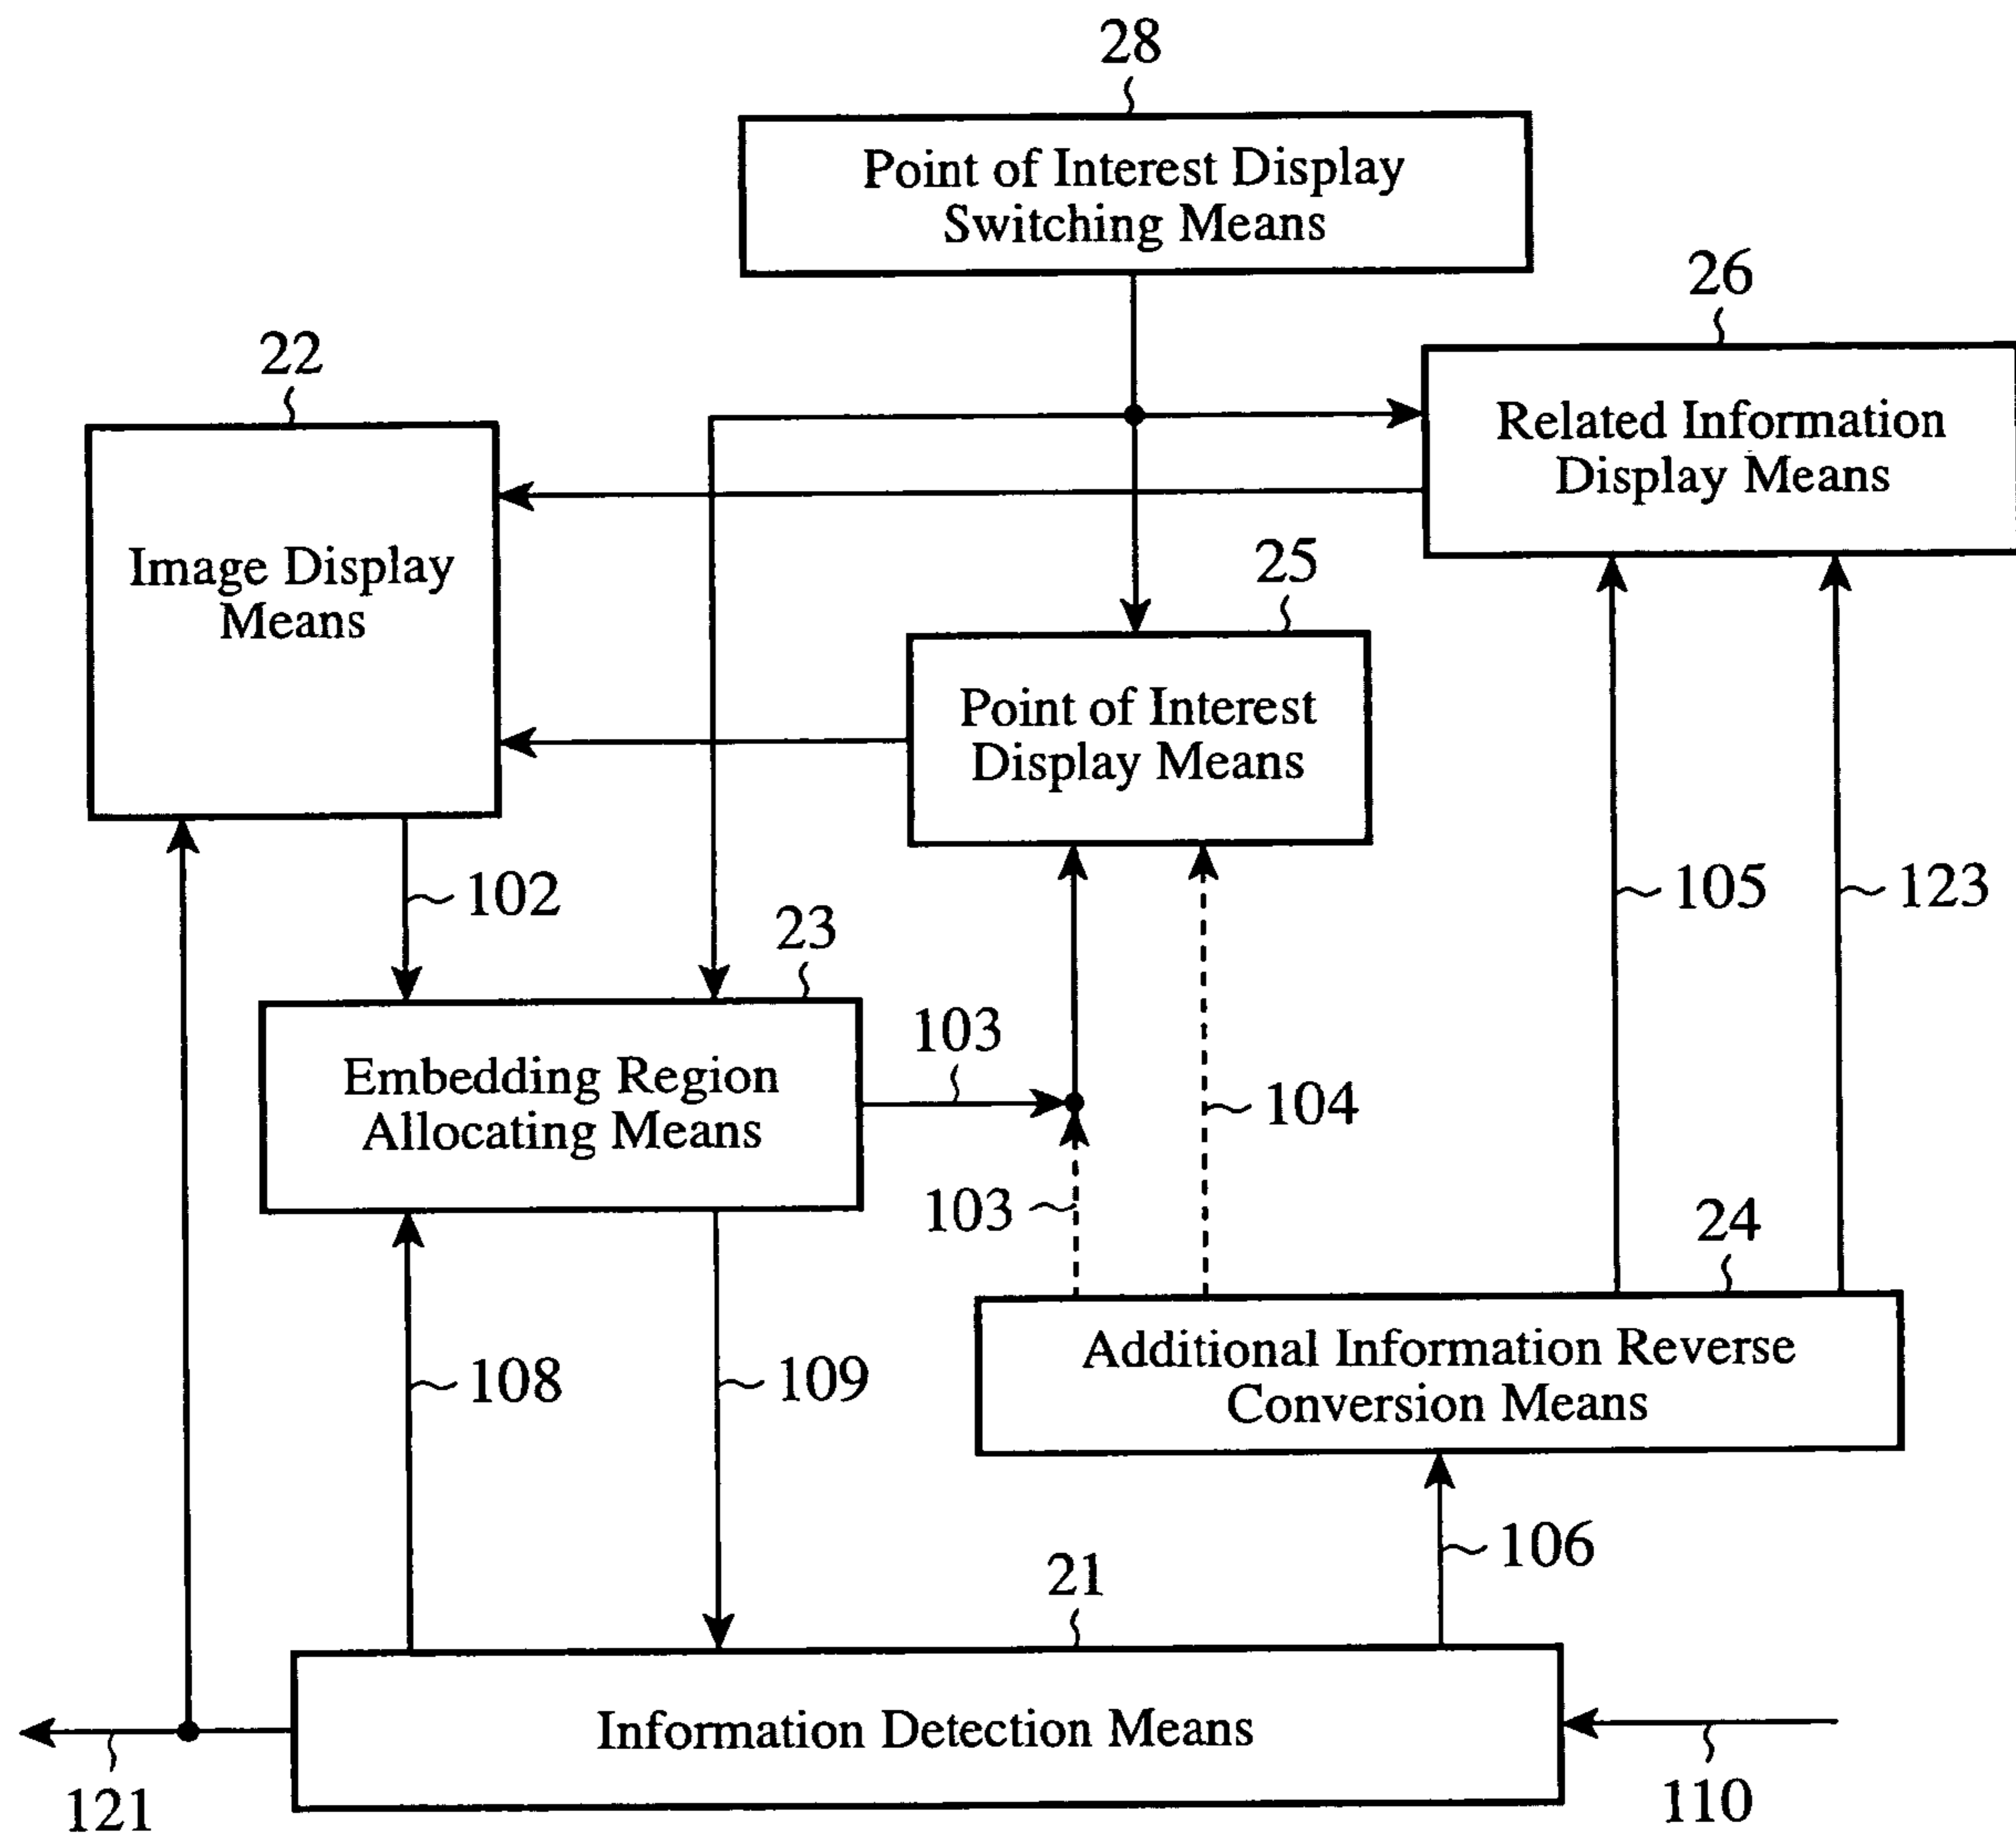 28
Point of Interest Display
Switching Means
26
Related Information
Display Means
22
Image Display
Means
25
Point of Interest
Display Means
102
105
123
23
Embedding Region
Allocating Means
103
104
103
24
Additional Information Reverse
Conversion Means
108
109
106
21
Information Detection Means
121
110